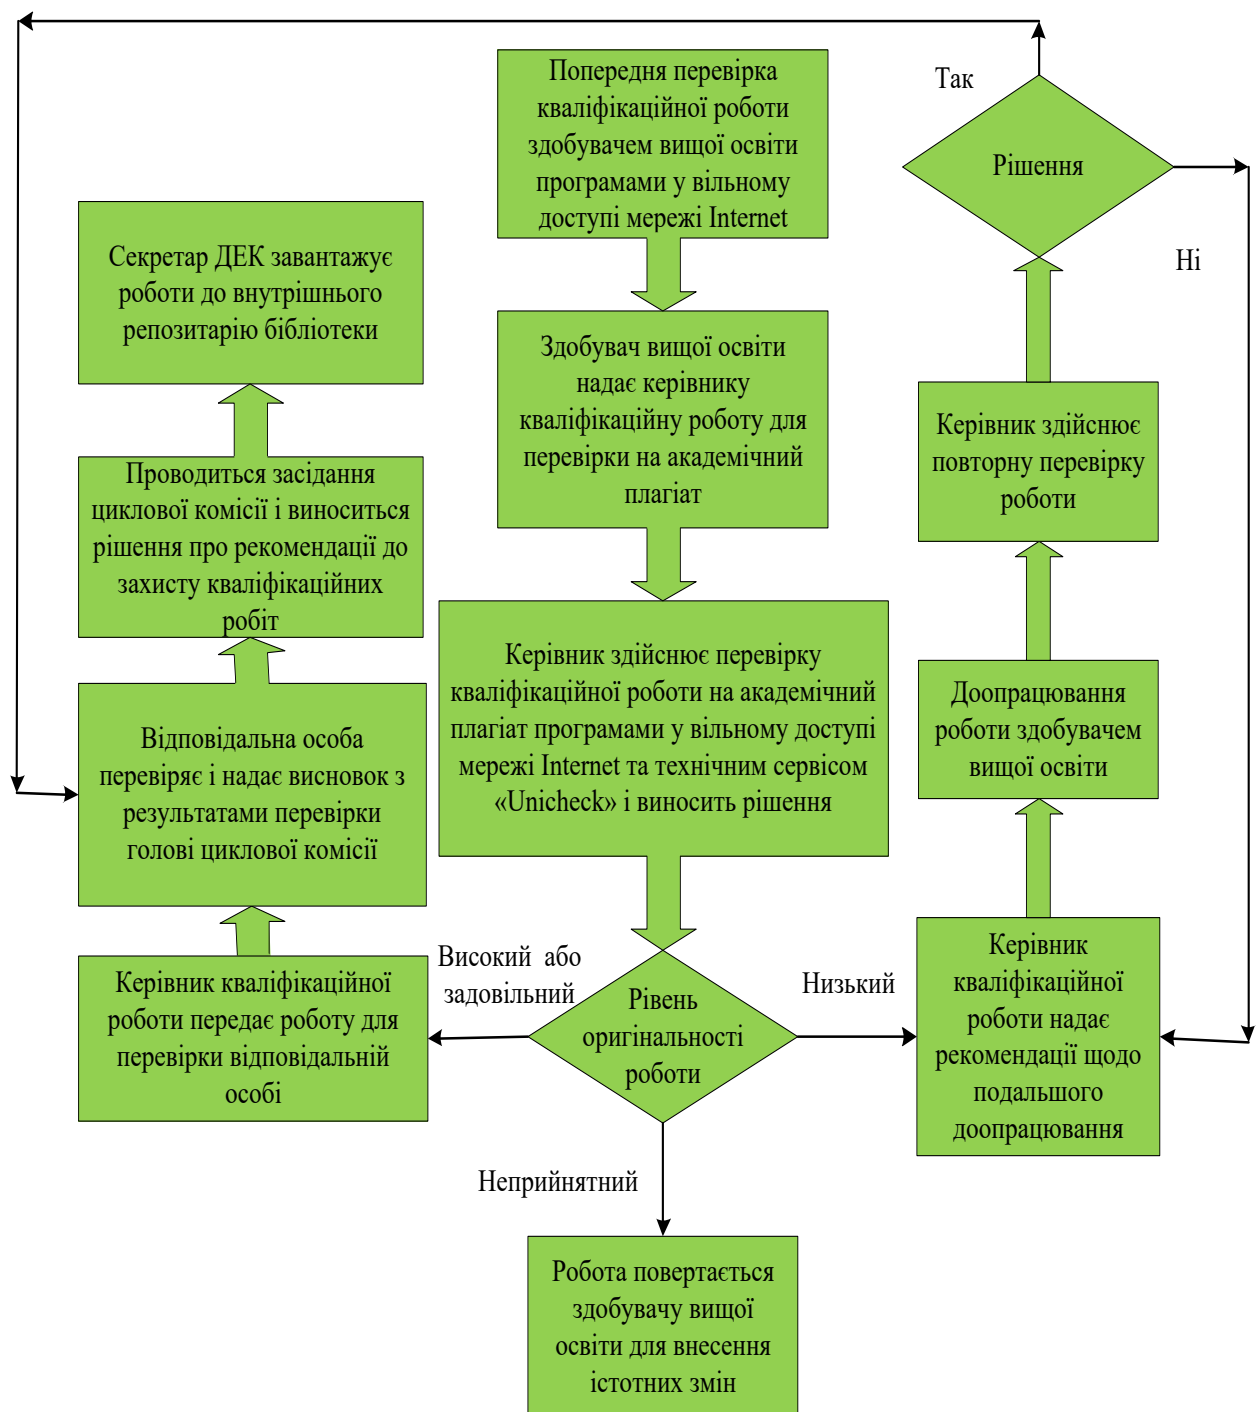 Попередня перевірка
кваліфікаційної роботи
здобувачем вищої освіти
програмами у вільному
доступі мережі Internet
Здобувач вищої освіти
надає керівнику
кваліфікаційну роботу для
перевірки на академічний
плагіат
Керівник здійснює перевірку
кваліфікаційної роботи на академічний
плагіат програмами у вільному доступі
мережі Internet та технічним сервісом
«Unicheck» і виносить рішення
Рівень
оригінальності
роботи
Високий або
задовільний
Керівник кваліфікаційної
роботи передає роботу для
перевірки відповідальній
особі
Відповідальна особа
перевіряє і надає висновок з
результатами перевірки
голові циклової комісії
Проводиться засідання
циклової комісії і виноситься
рішення про рекомендації до
захисту кваліфікаційних
робіт
Секретар ДЕК завантажує
роботи до внутрішнього
репозитарію бібліотеки
Низький
Керівник
кваліфікаційної
роботи надає
рекомендації щодо
подальшого
доопрацювання
Доопрацювання
роботи здобувачем
вищої освіти
Керівник здійснює
повторну перевірку
роботи
Рішення
Так
Ні
Неприйнятний
Робота повертається
здобувачу вищої
освіти для внесення
істотних змін